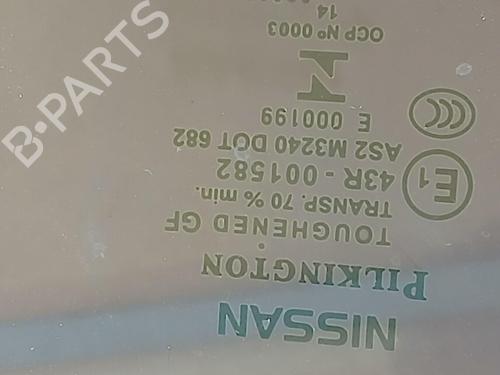 NISSAN
PILKINGTON
TOUGHENED GF
TRANSP. 70 % min.
E1
43R - 001582
AS2 M3240 DOT 682
CCC
E 000199
N
OCP Nº 0003
14
B-PARTS